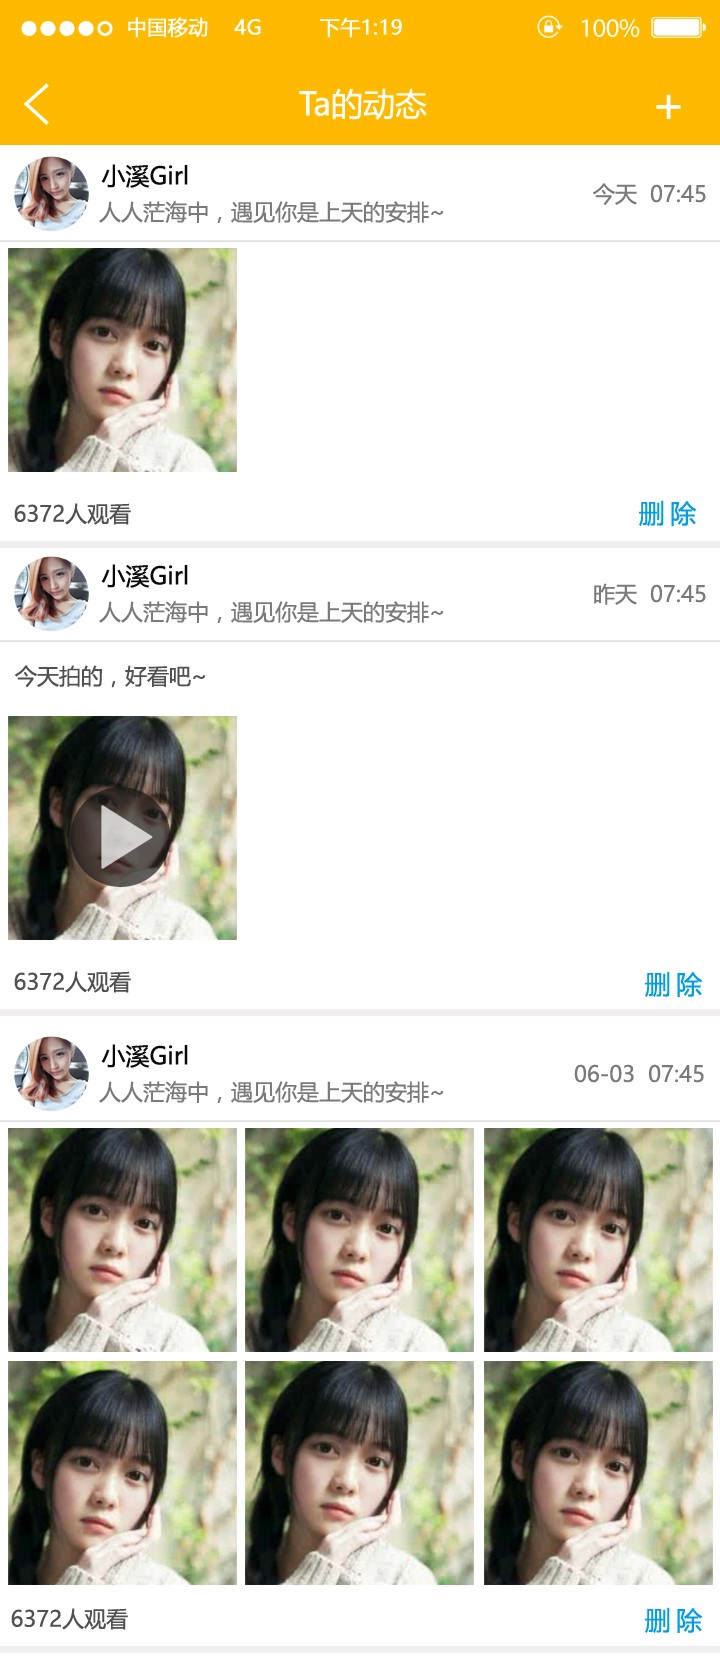 中国移动 4G 下午1:19 100%
Ta的动态
小溪Girl
人人茫海中，遇见你是上天的安排~
今天 07:45
6372人观看 删除
小溪Girl
人人茫海中，遇见你是上天的安排~
昨天 07:45
今天拍的，好看吧~
6372人观看 删除
小溪Girl
人人茫海中，遇见你是上天的安排~
06-03 07:45
6372人观看 删除